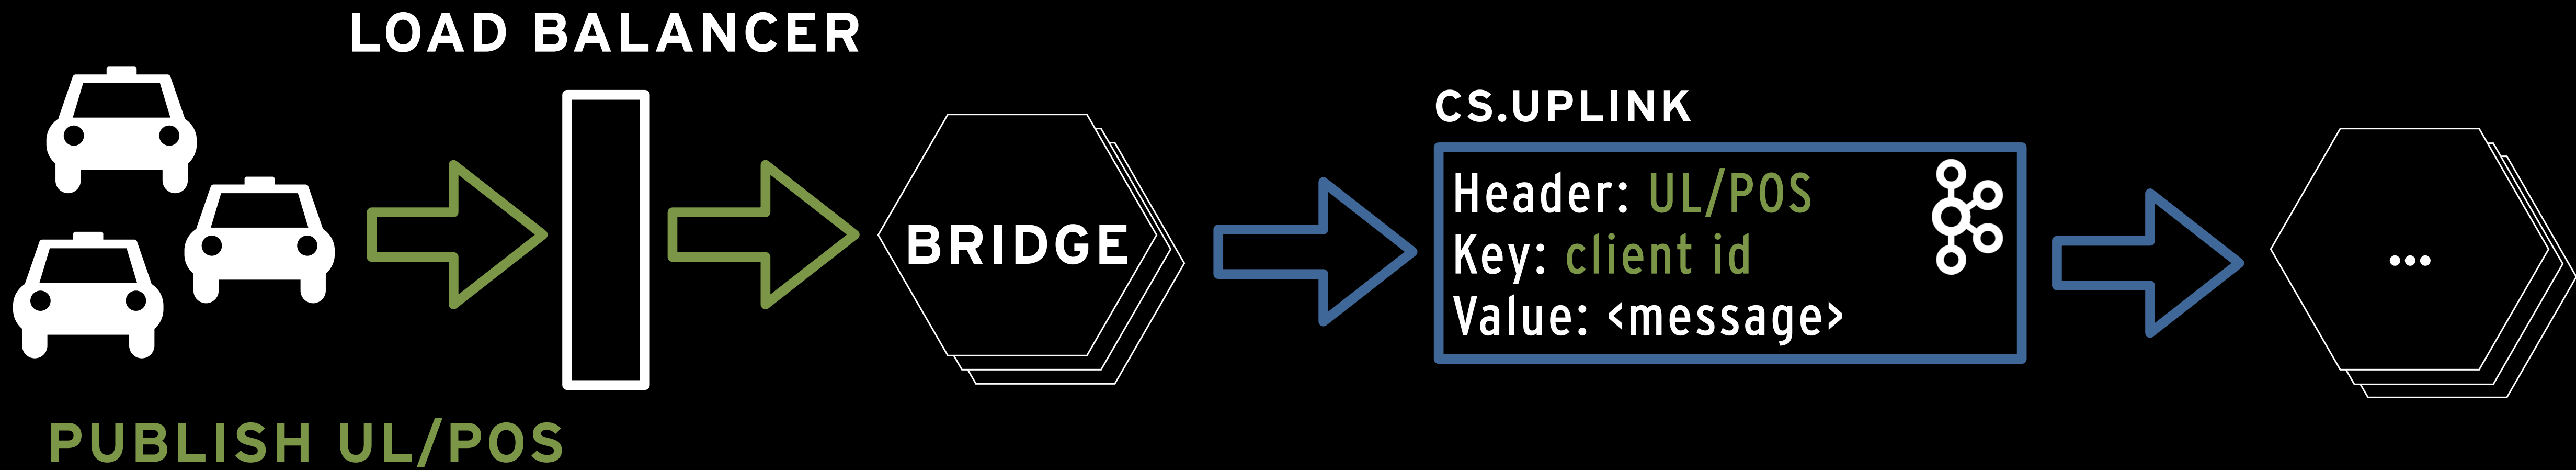 LOAD BALANCER
PUBLISH UL/POS
BRIDGE
CS.UPLINK
Header: UL/POS
Key: client id
Value: <message>
...